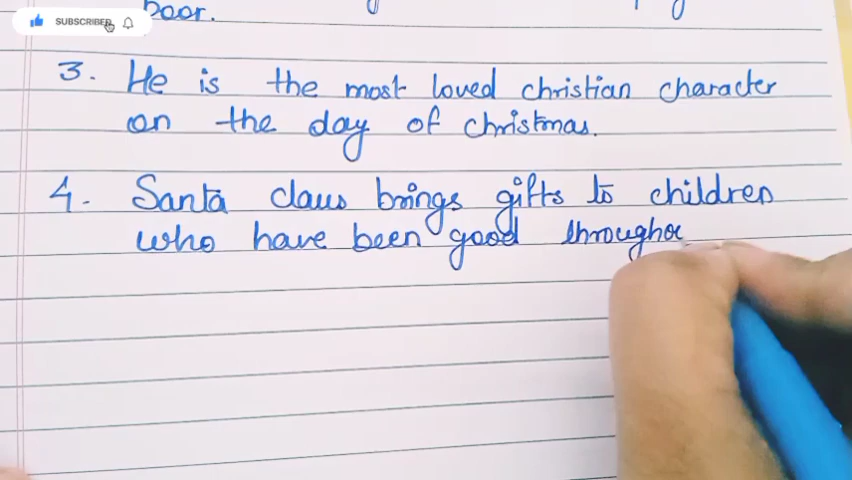 SUBSCRIBED
poor.
3. He is the most loved christian character
on the day of christmas.
4. Santa claus brings gifts to children
who have been good througho